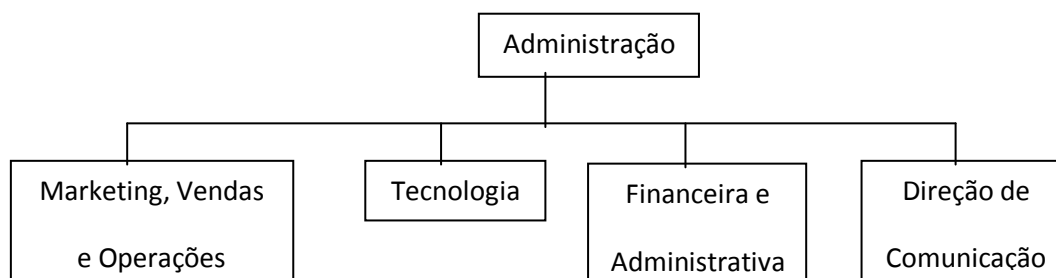 Administração
Marketing, Vendas
e Operações
Tecnologia
Financeira e
Administrativa
Direção de
Comunicação